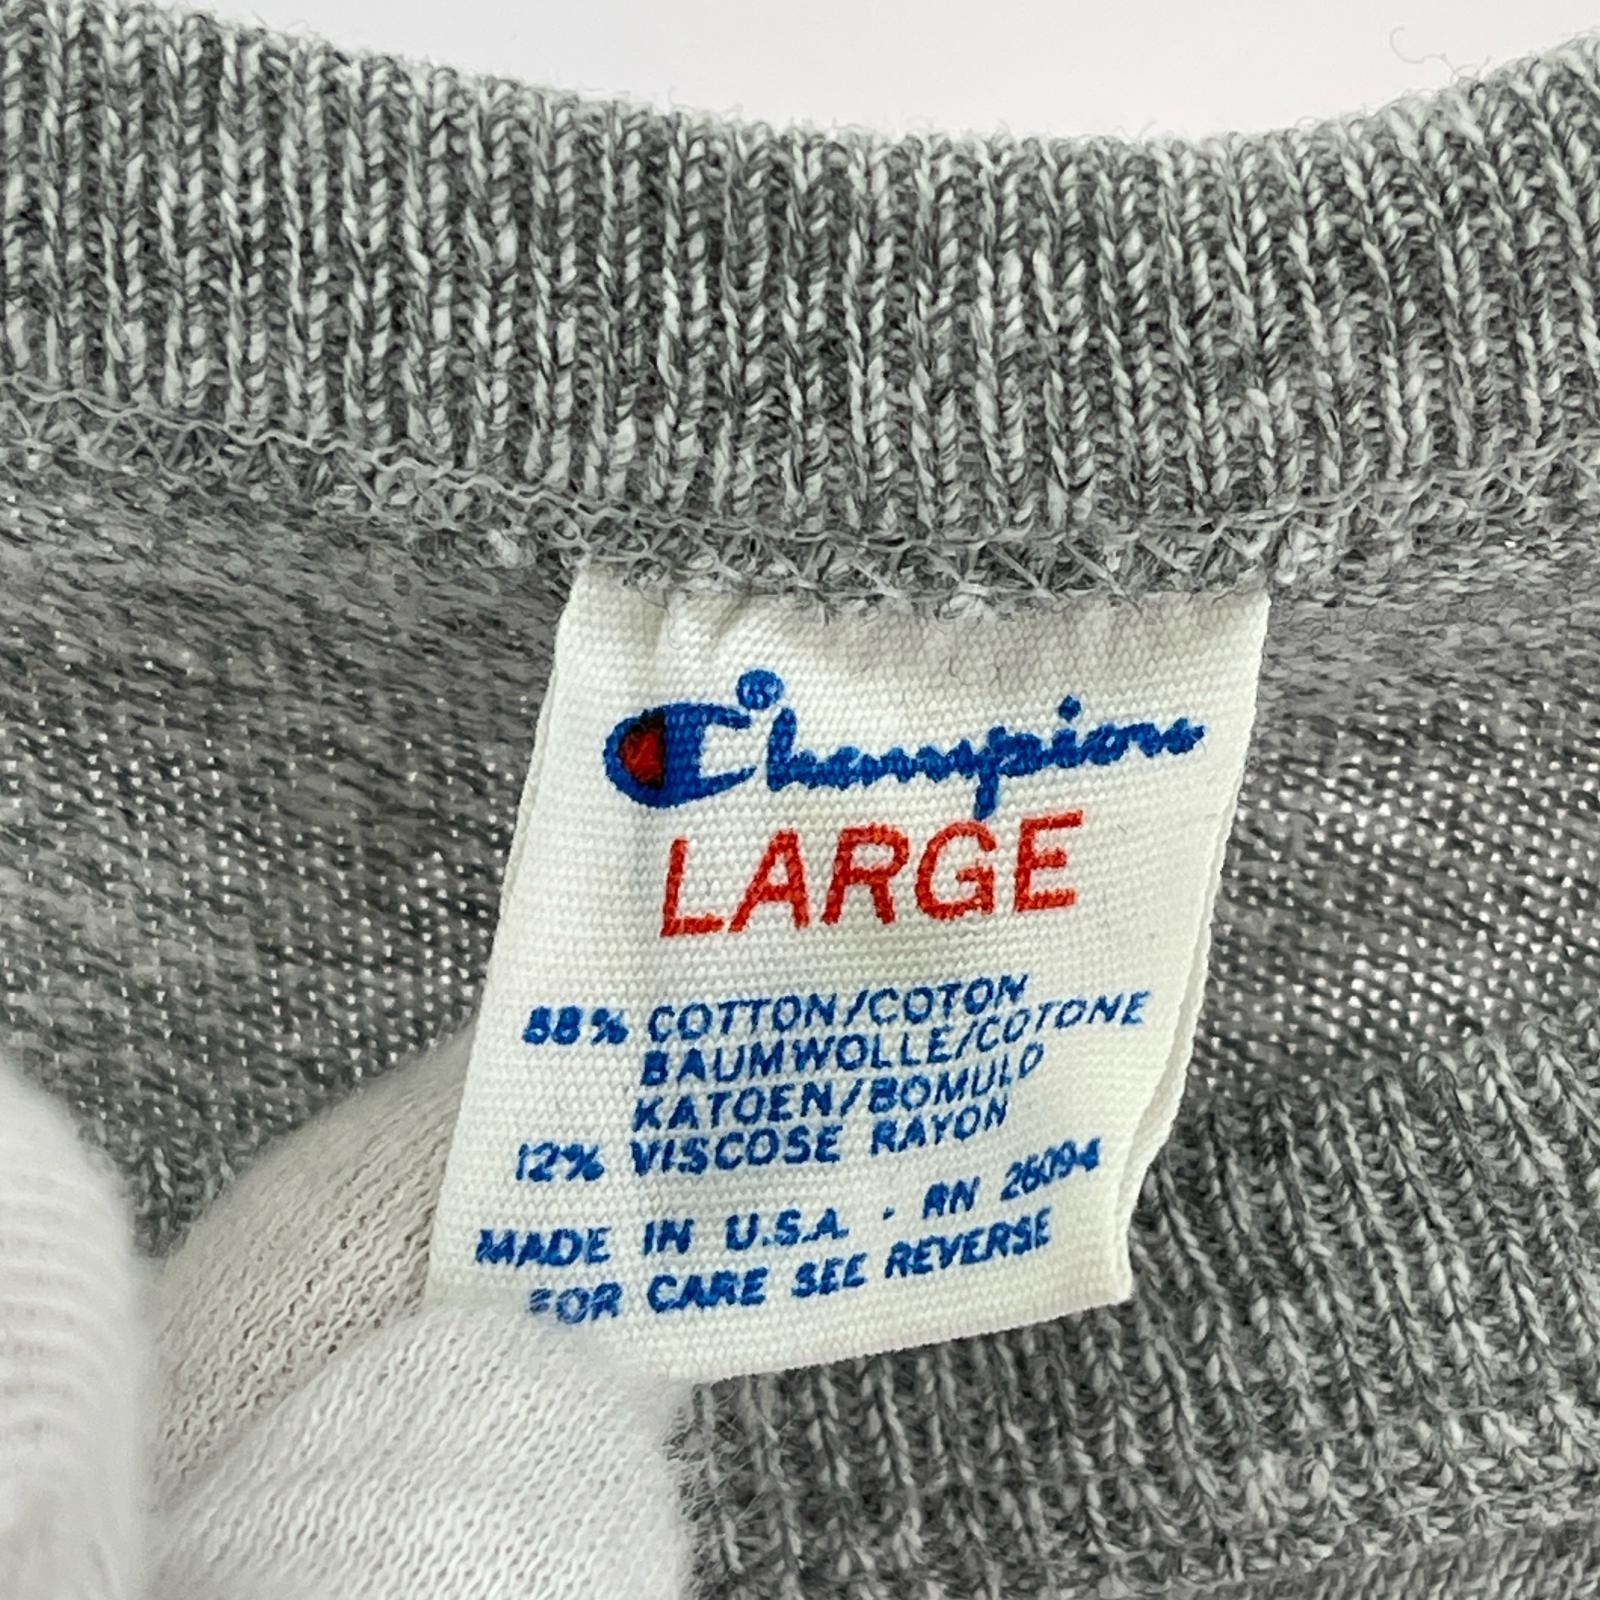 Champion®
LARGE
88% COTTON/COTON
BAUMWOLLE/COTONE
KATOEN/BOMULD
12% VISCOSE RAYON
MADE IN U.S.A. · RN 26094
FOR CARE SEE REVERSE